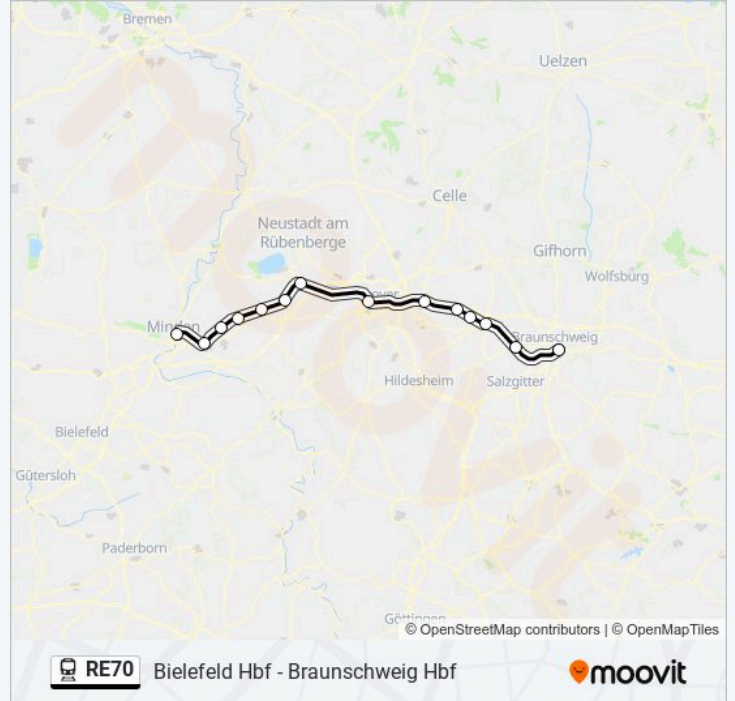 Bremen
Uelzen
Celle
Neustadt am
Rübenberge
Gifhorn
Wolfsburg
Minden
Braunschweig
Hildesheim
Salzgitter
Bielefeld
Gütersloh
Paderborn
Göttingen
moovit
© OpenStreetMap contributors | © OpenMapTiles
RE70 Bielefeld Hbf - Braunschweig Hbf
moovit